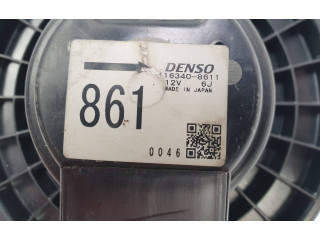 DENSO
116340-8611
12V 6J
MADE IN JAPAN
861
0046